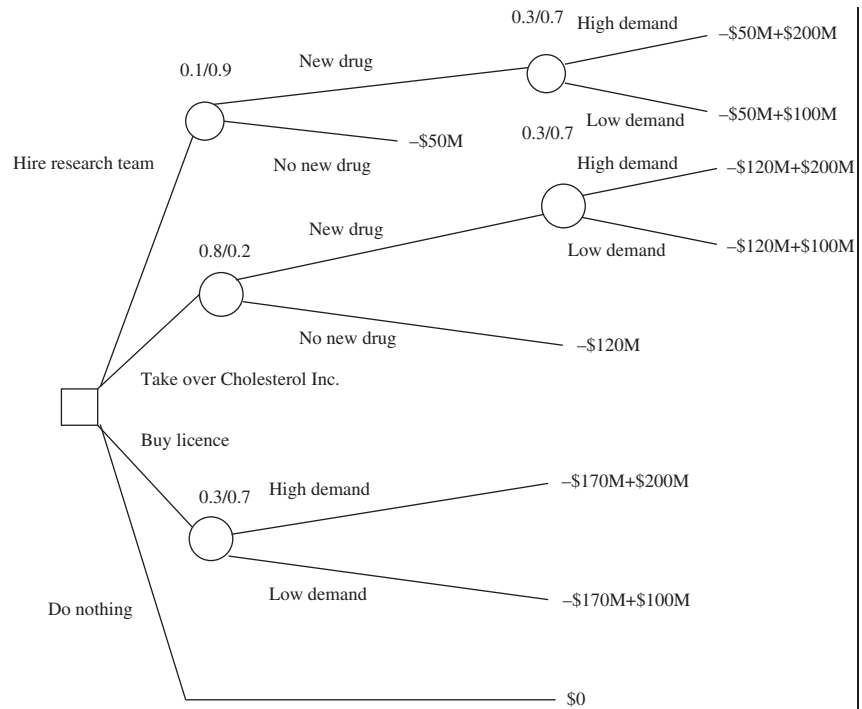 0.3/0.7
High demand
–$50M+$200M
0.1/0.9
New drug
Low demand
–$50M+$100M
–$50M
0.3/0.7
Hire research team
No new drug
High demand
–$120M+$200M
New drug
0.8/0.2
Low demand
–$120M+$100M
No new drug
–$120M
Take over Cholesterol Inc.
Buy licence
0.3/0.7
High demand
–$170M+$200M
Low demand
–$170M+$100M
Do nothing
$0